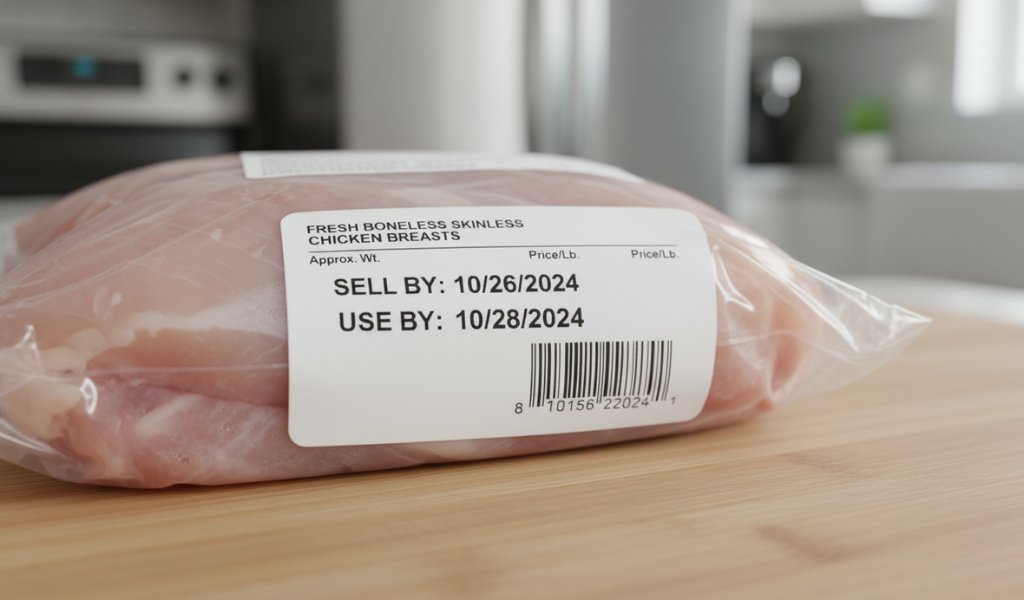 FRESH BONELESS SKINLESS
CHICKEN BREASTS
Approx. Wt. Price/Lb. Price/Lb.
SELL BY: 10/26/2024
USE BY: 10/28/2024
8 10156 22024 1